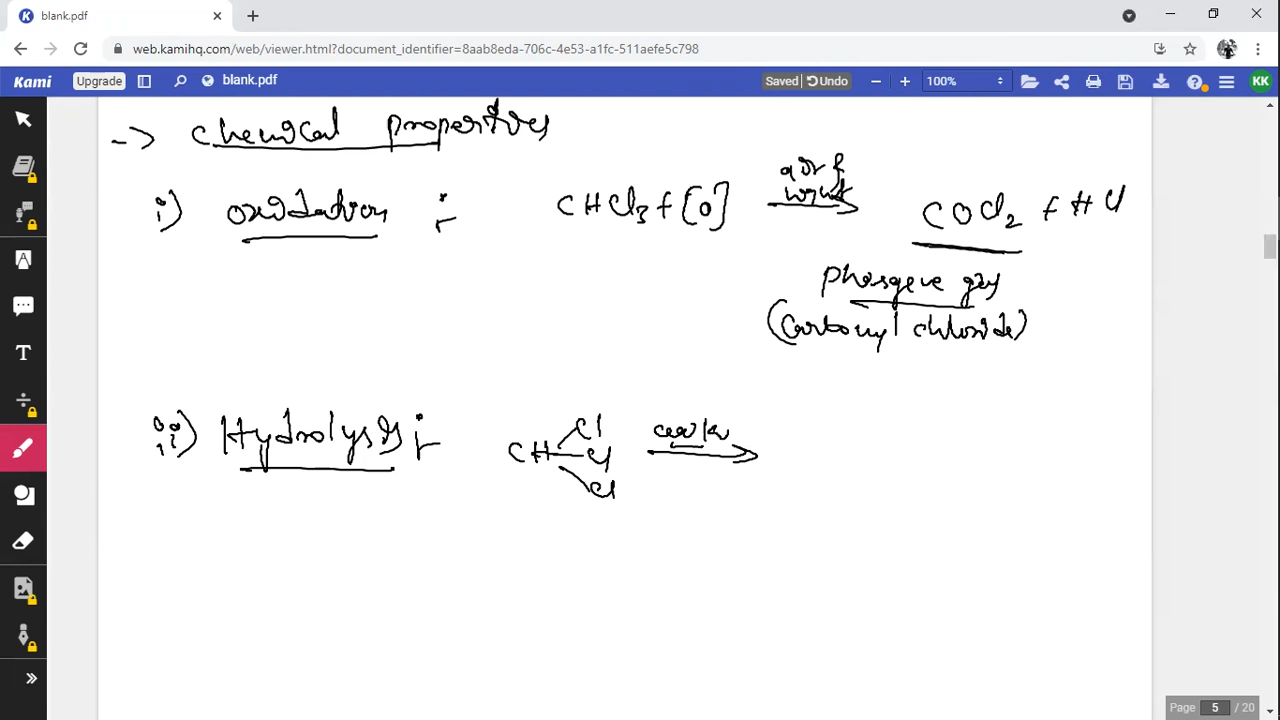 blank.pdf
web.kamihq.com/web/viewer.html?document_identifier=8aab8eda-706c-4e53-a1fc-511aefe5c798
Kami Upgrade blank.pdf Saved Undo 100% KK
-> Chemical properties
i) oxidation :- CHCl3 + [O] air & light COCl2 + HCl
Phosgene gas
(Carbonyl chloride)
ii) Hydrolysis :- CH Cl Cl Cl
Page 5 / 20